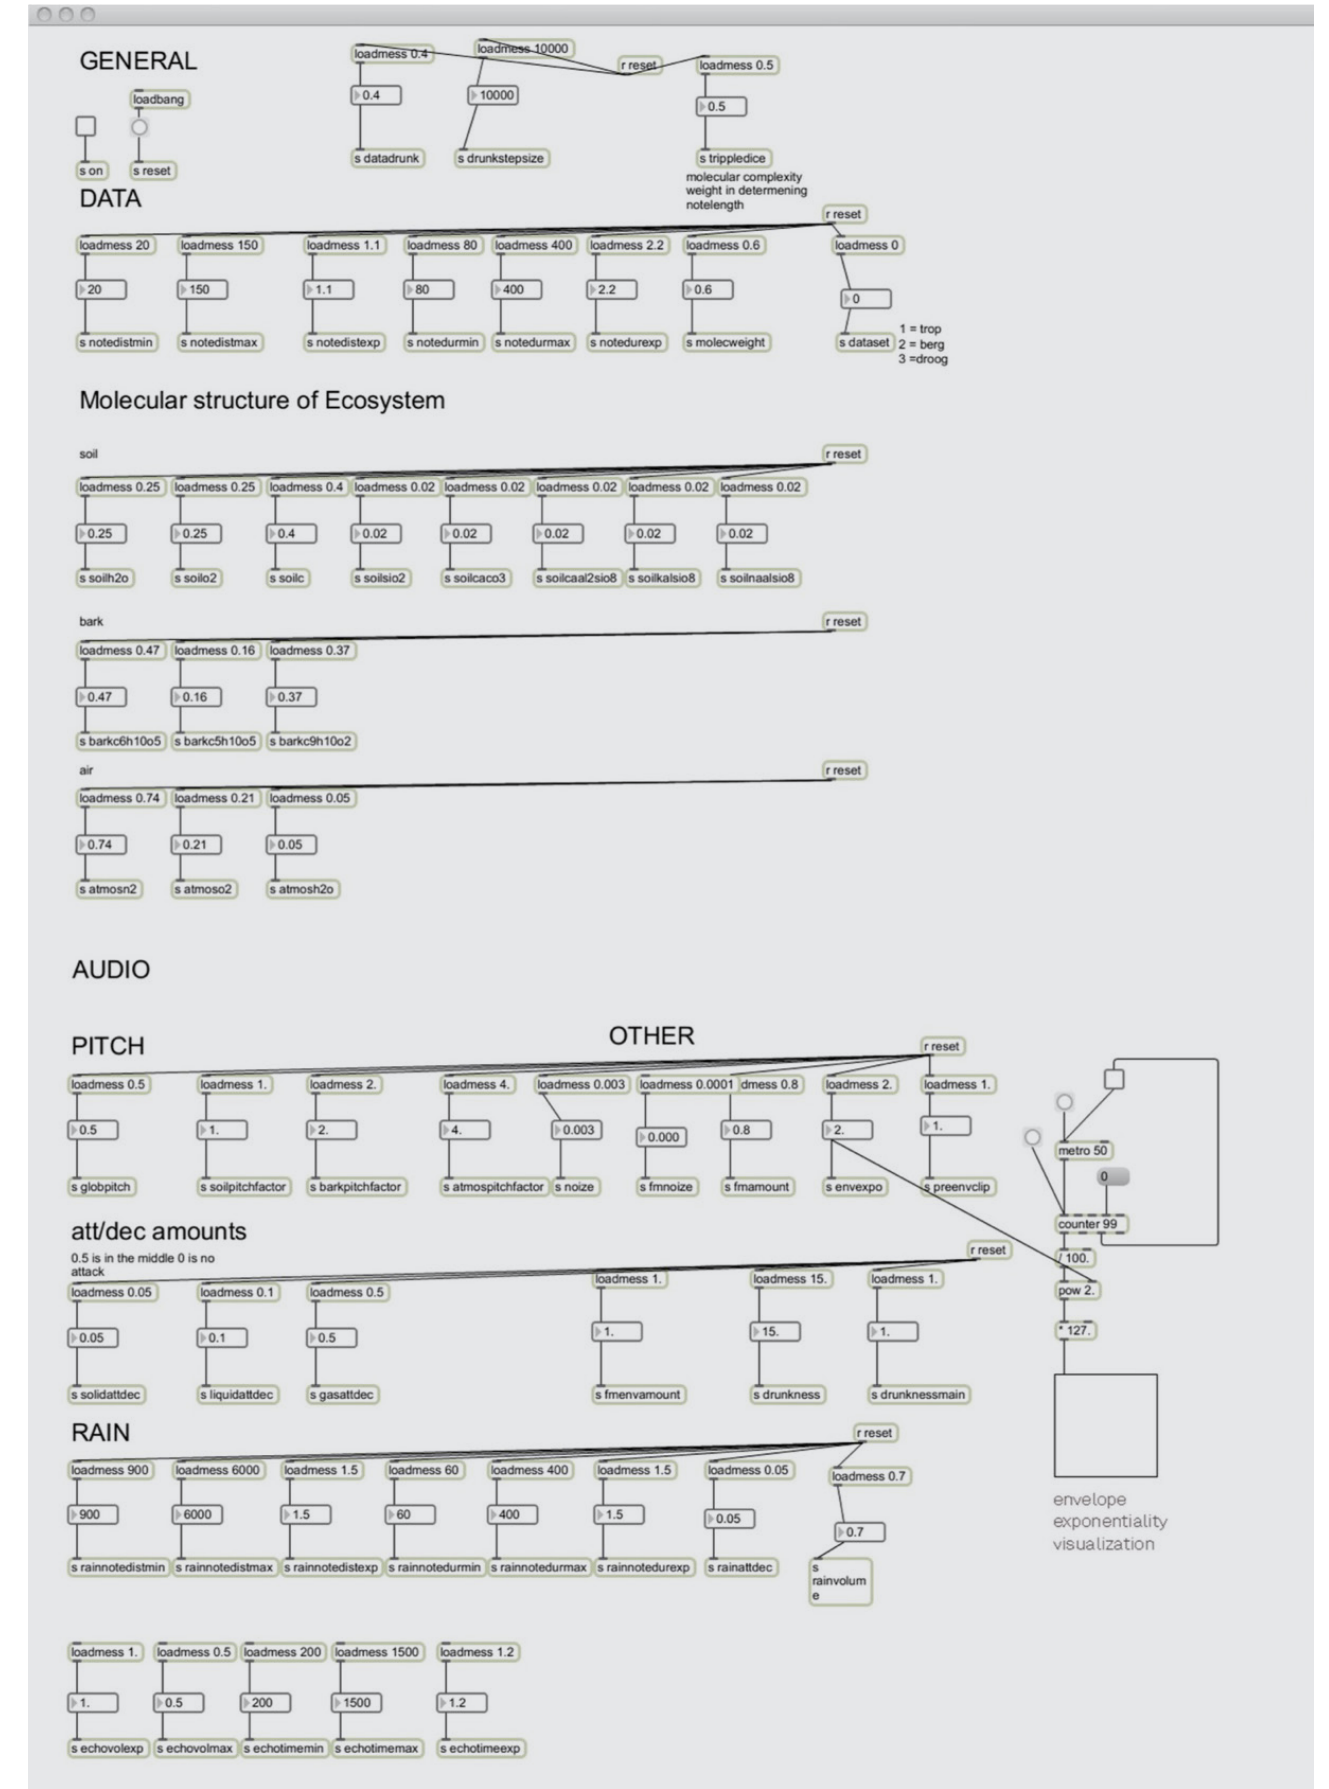 GENERAL
loadmess 0.4
loadmess 10000
r reset
loadmess 0.5
loadbang
0.4
10000
0.5
s on
s reset
s datadrunk
s drunkstepsize
s trippledice
molecular complexity
weight in determening
notelength
DATA
r reset
loadmess 20
loadmess 150
loadmess 1.1
loadmess 80
loadmess 400
loadmess 2.2
loadmess 0.6
loadmess 0
20
150
1.1
80
400
2.2
0.6
0
s notedistmin
s notedistmax
s notedistexp
s notedurmin
s notedurmax
s notedurexp
s molecweight
s dataset
1 = trop
2 = berg
3 =droog
Molecular structure of Ecosystem
soil
r reset
loadmess 0.25
loadmess 0.25
loadmess 0.4
loadmess 0.02
loadmess 0.02
loadmess 0.02
loadmess 0.02
loadmess 0.02
0.25
0.25
0.4
0.02
0.02
0.02
0.02
0.02
s soilh2o
s soilo2
s soilc
s soilsio2
s soilcaco3
s soilcaal2sio8
s soilkalsio8
s soilnaalsio8
bark
r reset
loadmess 0.47
loadmess 0.16
loadmess 0.37
0.47
0.16
0.37
s barkc6h10o5
s barkc5h10o5
s barkc9h10o2
air
r reset
loadmess 0.74
loadmess 0.21
loadmess 0.05
0.74
0.21
0.05
s atmosn2
s atmoso2
s atmosh2o
AUDIO
PITCH
OTHER
r reset
loadmess 0.5
loadmess 1.
loadmess 2.
loadmess 4.
loadmess 0.003
loadmess 0.0001
dmess 0.8
loadmess 2.
loadmess 1.
0.5
1.
2.
4.
0.003
0.000
0.8
2.
1.
s globpitch
s soilpitchfactor
s barkpitchfactor
s atmospitchfactor
s noize
s fmnoize
s fmamount
s envexpo
s preenvclip
metro 50
0
counter 99
/ 100.
pow 2.
* 127.
envelope
exponentiality
visualization
att/dec amounts
0.5 is in the middle 0 is no
attack
r reset
loadmess 0.05
loadmess 0.1
loadmess 0.5
loadmess 1.
loadmess 15.
loadmess 1.
0.05
0.1
0.5
1.
15.
1.
s solidattdec
s liquidattdec
s gasattdec
s fmenvamount
s drunkness
s drunknessmain
RAIN
r reset
loadmess 900
loadmess 6000
loadmess 1.5
loadmess 60
loadmess 400
loadmess 1.5
loadmess 0.05
loadmess 0.7
900
6000
1.5
60
400
1.5
0.05
0.7
s rainnotedistmin
s rainnotedistmax
s rainnotedistexp
s rainnotedurmin
s rainnotedurmax
s rainnotedurexp
s rainattdec
s
rainvolum
e
loadmess 1.
loadmess 0.5
loadmess 200
loadmess 1500
loadmess 1.2
1.
0.5
200
1500
1.2
s echovolexp
s echovolmax
s echotimemin
s echotimemax
s echotimeexp